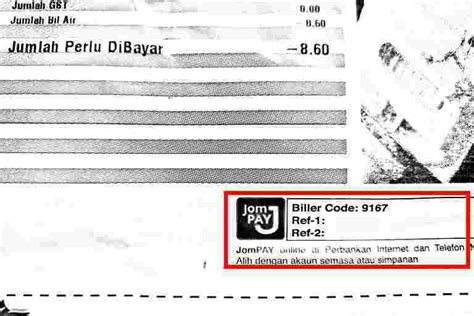 Jumlah GST 0.00
Jumlah Bil Air -8.60
Jumlah Perlu DiBayar -8.60
Jom
PAY
Biller Code: 9167
Ref-1:
Ref-2:
JomPAY online di Perbankan Internet dan Telefon
Alih dengan akaun semasa atau simpanan